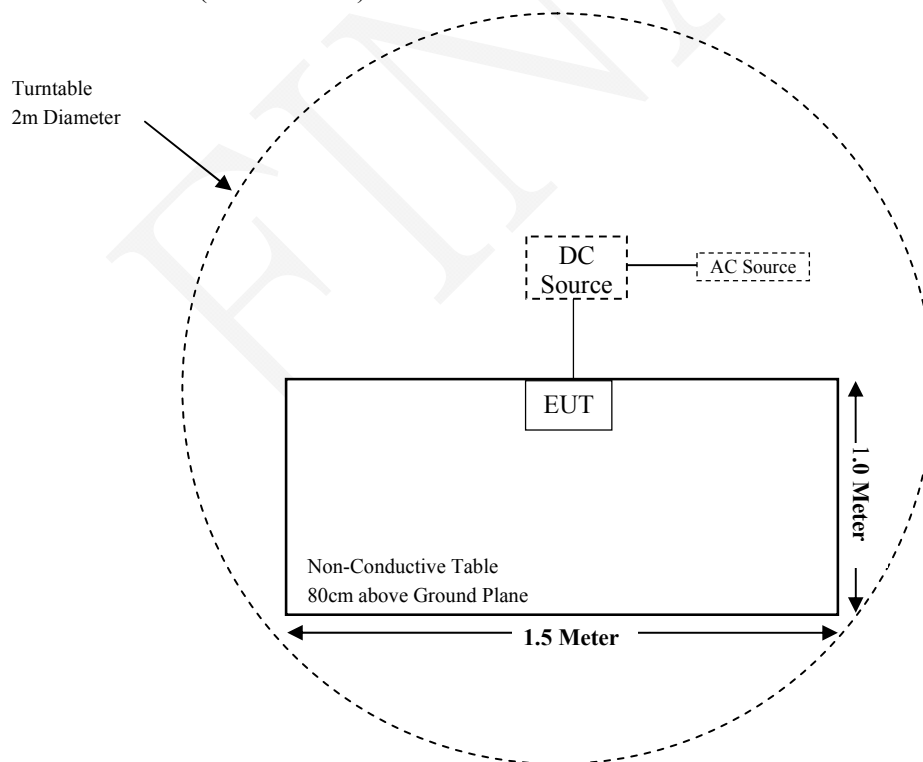 Turntable
2m Diameter
DC
Source
AC Source
EUT
1.0 Meter
Non-Conductive Table
80cm above Ground Plane
1.5 Meter